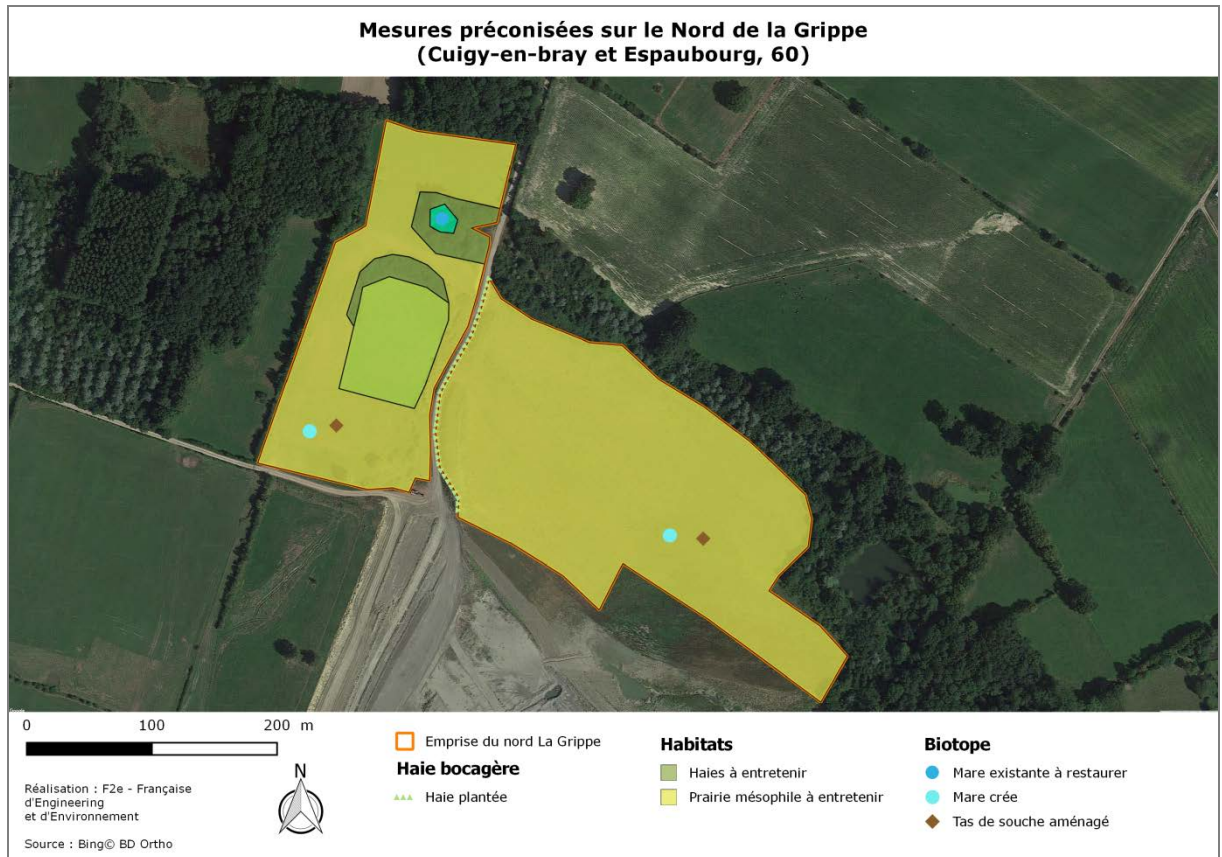 Mesures préconisées sur le Nord de la Grippe
(Cuigy-en-bray et Espaubourg, 60)
0 100 200 m
Réalisation : F2e - Française
d'Engineering
et d'Environnement
Source : Bing© BD Ortho
N
Emprise du nord La Grippe
Haie bocagère
Haie plantée
Habitats
Haies à entretenir
Prairie mésophile à entretenir
Biotope
Mare existante à restaurer
Mare crée
Tas de souche aménagé